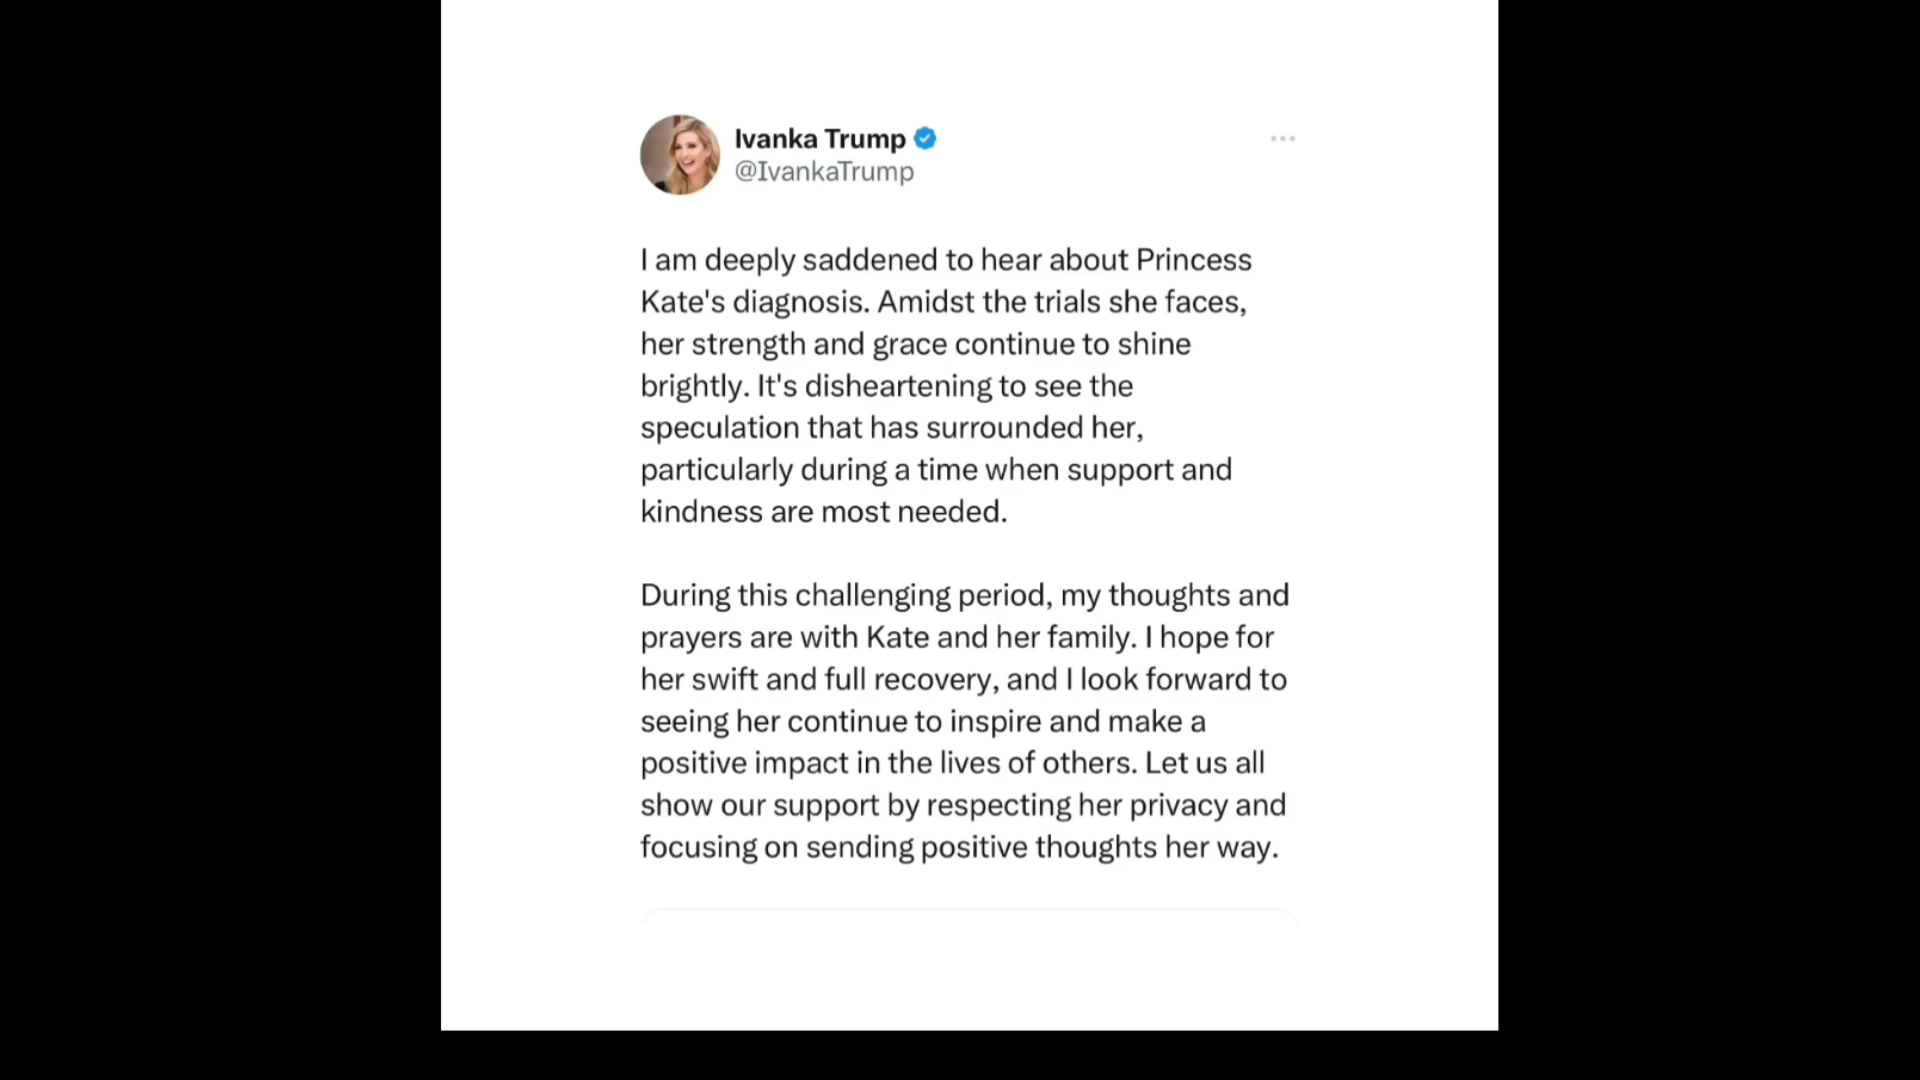 Ivanka Trump
@IvankaTrump
I am deeply saddened to hear about Princess
Kate's diagnosis. Amidst the trials she faces,
her strength and grace continue to shine
brightly. It's disheartening to see the
speculation that has surrounded her,
particularly during a time when support and
kindness are most needed.
During this challenging period, my thoughts and
prayers are with Kate and her family. I hope for
her swift and full recovery, and I look forward to
seeing her continue to inspire and make a
positive impact in the lives of others. Let us all
show our support by respecting her privacy and
focusing on sending positive thoughts her way.